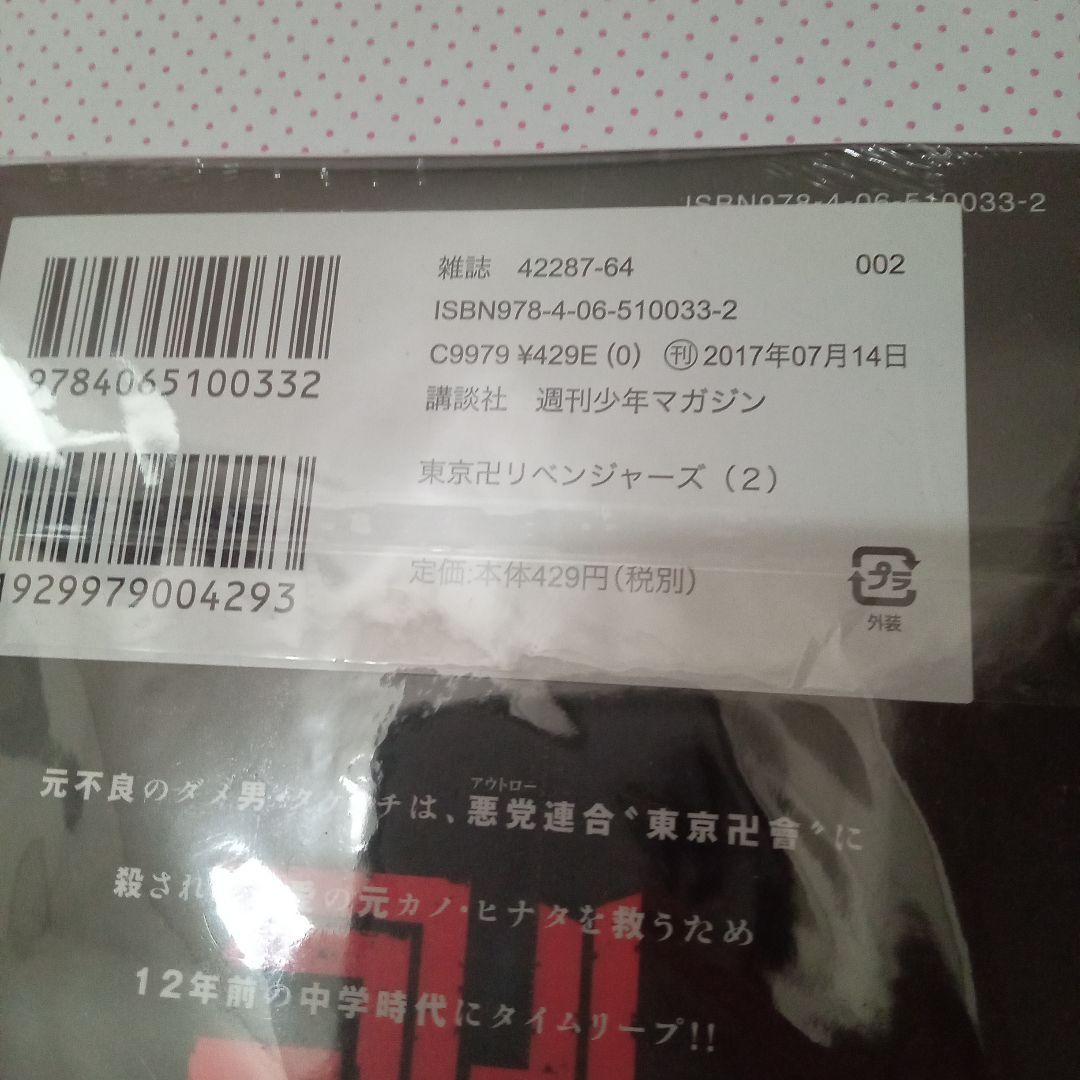 ISBN978-4-06-510033-2
雑誌 42287-64 002
ISBN978-4-06-510033-2
C9979 ¥429E (0) ㊞刊 2017年07月14日
講談社 週刊少年マガジン
東京卍リベンジャーズ（2）
定価:本体429円(税別)
プラ
外装
9784065100332
1929979004293
アウトロー
元不良のダメ男・タケミチは、悪党連合〝東京卍會〟に
殺され の元カノ・ヒナタを救うため
12年前の中学時代にタイムリープ!!